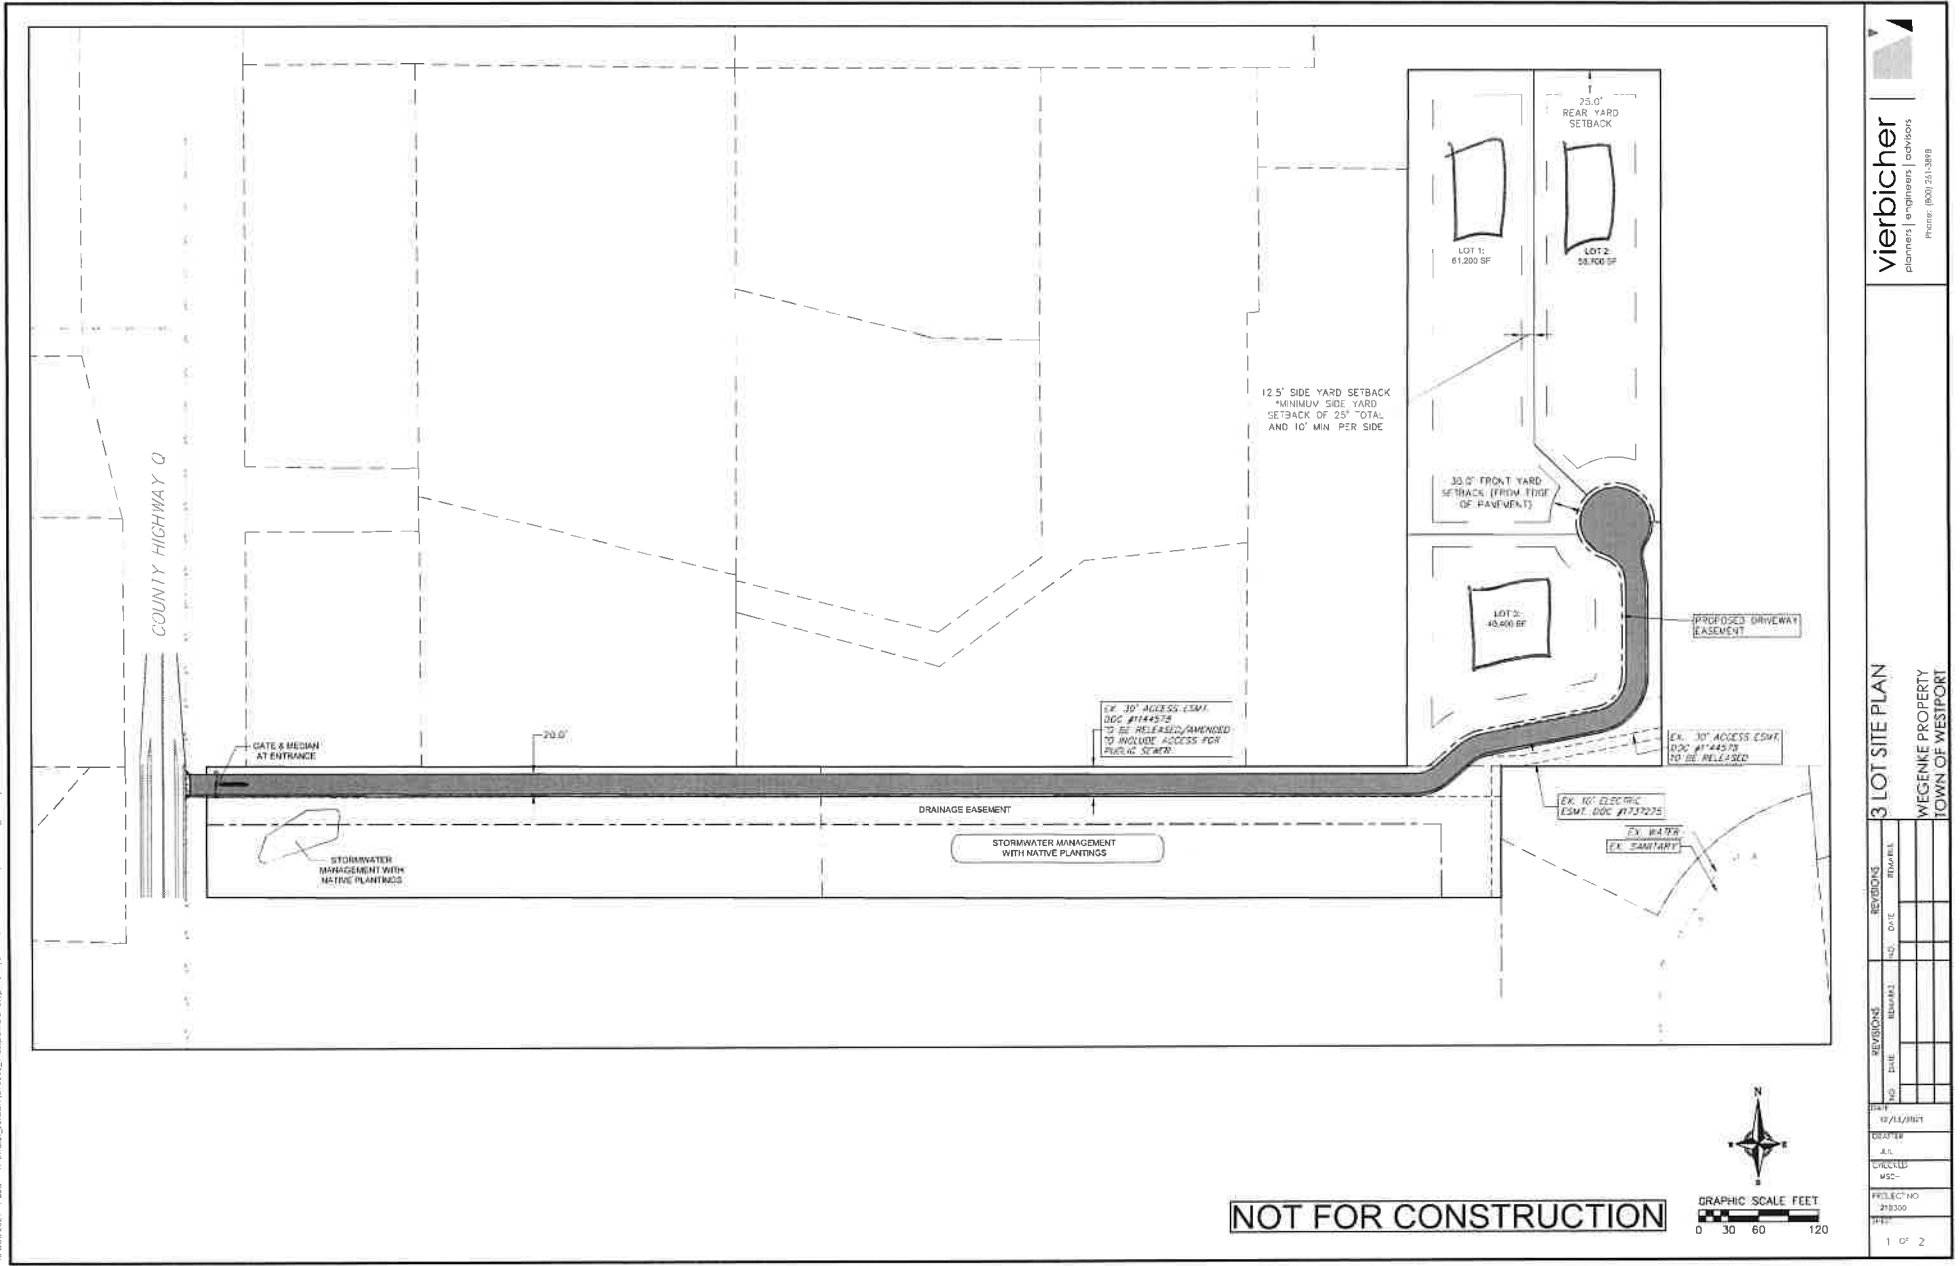 25.0'
REAR YARD
SETBACK
LOT 1:
61,200 SF
LOT 2:
12.5' SIDE YARD SETBACK
*MINIMUM SIDE YARD
SETBACK OF 25' TOTAL
AND 10' MIN. PER SIDE
30.0' FRONT YARD
SETBACK (FROM EDGE
OF PAVEMENT)
COUNTY HIGHWAY Q
LOT 3:
40,400 SF
PROPOSED DRIVEWAY
EASEMENT
GATE & MEDIAN
AT ENTRANCE
20.0'
EX. 30' ACCESS ESMT.
DOC #1144578
TO BE RELEASED/AMENDED
TO INCLUDE ACCESS FOR
PUBLIC SEWER
EX. 30' ACCESS ESMT.
DOC #1144578
TO BE RELEASED
DRAINAGE EASEMENT
EX. 10' ELECTRIC
ESMT. DOC #1737275
EX. WATER
EX. SANITARY
STORMWATER MANAGEMENT
WITH NATIVE PLANTINGS
STORMWATER
MANAGEMENT WITH
NATIVE PLANTINGS
N
NOT FOR CONSTRUCTION
GRAPHIC SCALE FEET
0 30 60 120
vierbicher
planners | engineers | advisors
Phone: (800) 261-3898
3 LOT SITE PLAN
WEGENKE PROPERTY
TOWN OF WESTPORT
REVISIONS
NO. DATE REMARKS
REVISIONS
NO. DATE REMARKS
DATE
DRAFTER
CHECKED
PROJECT NO.
210300
SHEET
1 OF 2